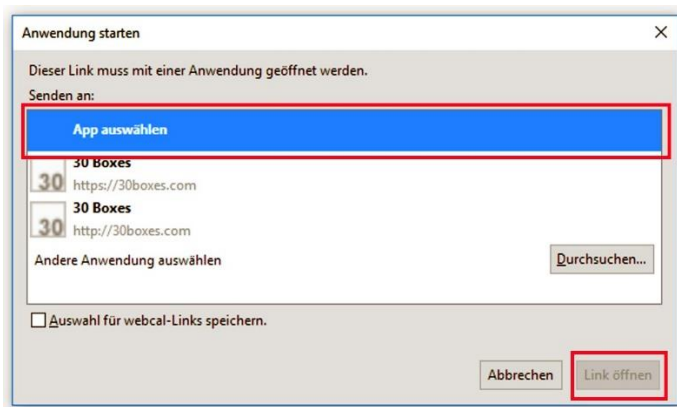 Anwendung starten
Dieser Link muss mit einer Anwendung geöffnet werden.
Senden an:
App auswählen
30 Boxes
30 https://30boxes.com
30 Boxes
30 http://30boxes.com
Andere Anwendung auswählen Durchsuchen...
Auswahl für webcal-Links speichern.
Abbrechen Link öffnen